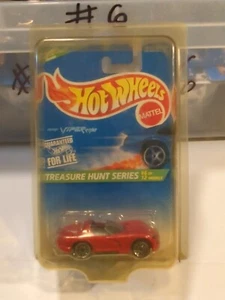 # 6
Hot Wheels
MATTEL
VIPER
GUARANTEED
FOR LIFE
TREASURE HUNT SERIES